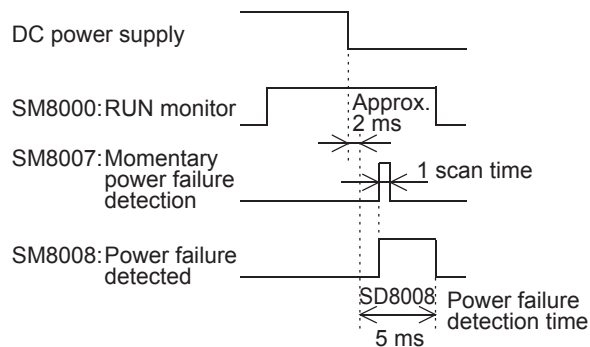 DC power supply
SM8000: RUN monitor
Approx.
2 ms
SM8007: Momentary
power failure
detection
1 scan time
SM8008: Power failure
detected
SD8008
Power failure
detection time
5 ms